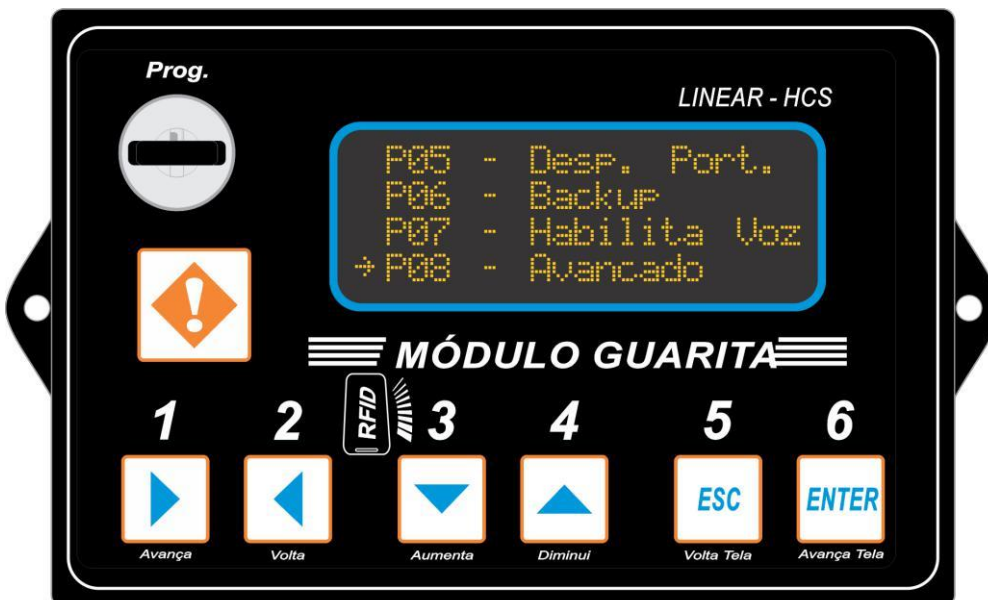 Prog.
LINEAR - HCS
P05 - Desp. Port.
P06 - Backup
P07 - Habilita Voz
→P08 - Avancado
!
MÓDULO GUARITA
1 2 RFID 3 4 5 6
ESC ENTER
Avança Volta Aumenta Diminui Volta Tela Avança Tela